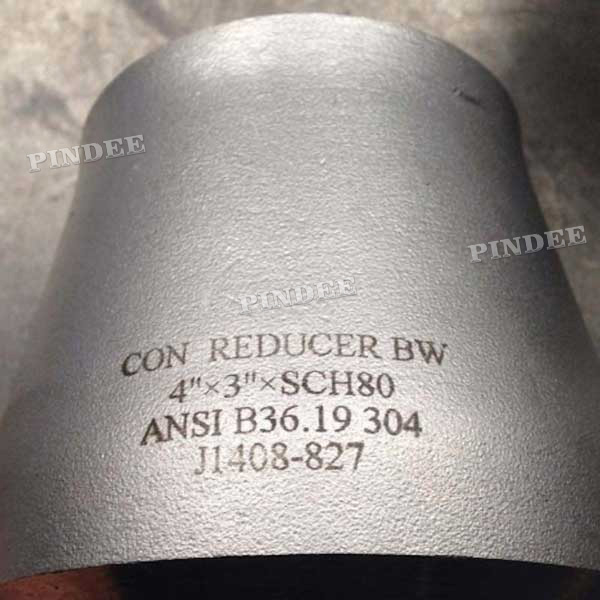 PINDEE
PINDEE
PINDEE
CON REDUCER BW
4"×3"×SCH80
ANSI B36.19 304
J1408-827